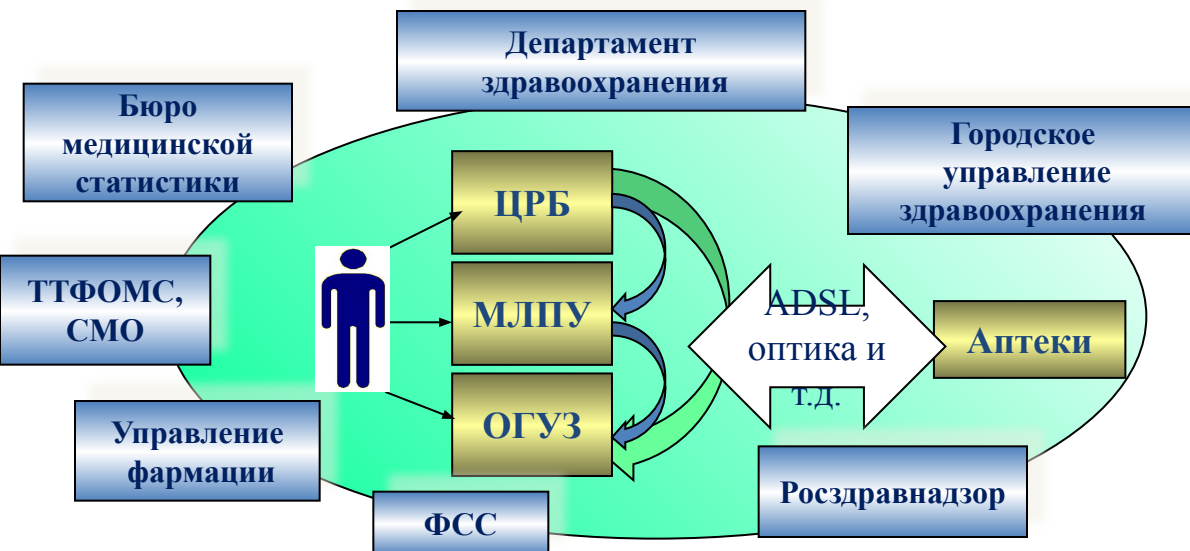 Департамент
здравоохранения
Бюро
медицинской
статистики
Городское
управление
здравоохранения
ЦРБ
ТТФОМС,
СМО
МЛПУ
ADSL,
оптика и
т.д.
Аптеки
ОГУЗ
Управление
фармации
Росздравнадзор
ФСС